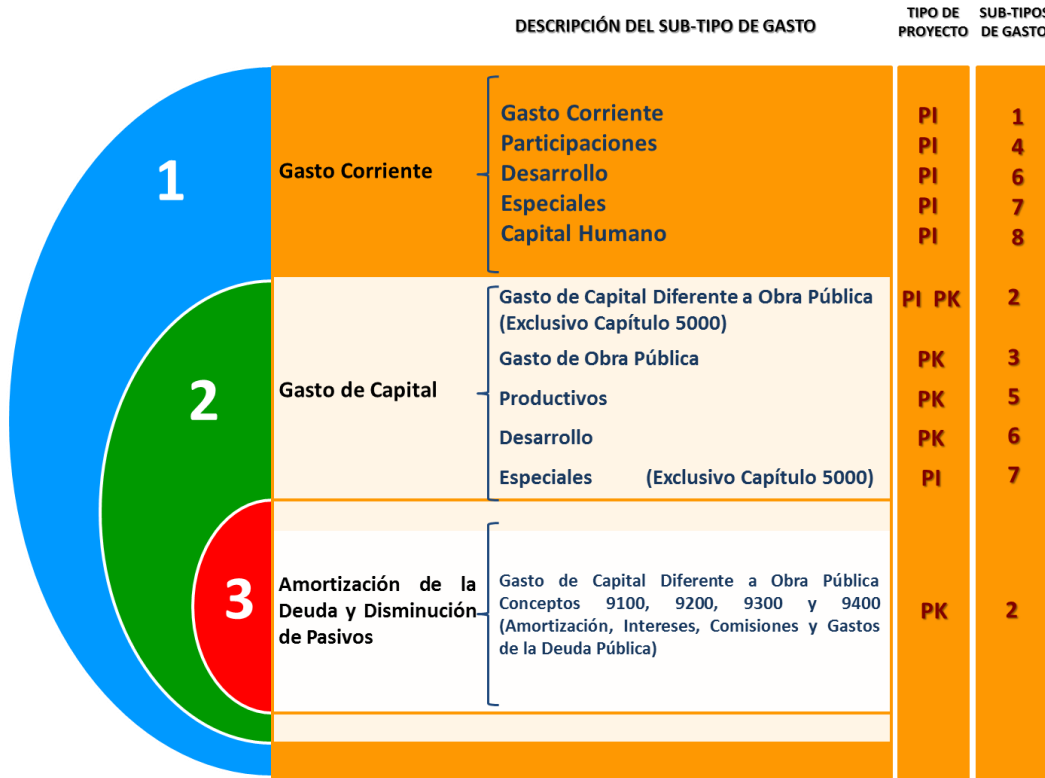 DESCRIPCIÓN DEL SUB-TIPO DE GASTO
TIPO DE PROYECTO
SUB-TIPOS DE GASTO
1
Gasto Corriente
Gasto Corriente PI 1
Participaciones PI 4
Desarrollo PI 6
Especiales PI 7
Capital Humano PI 8
2
Gasto de Capital
Gasto de Capital Diferente a Obra Pública PI PK 2
(Exclusivo Capítulo 5000)
Gasto de Obra Pública PK 3
Productivos PK 5
Desarrollo PK 6
Especiales (Exclusivo Capítulo 5000) PI 7
3
Amortización de la
Deuda y Disminución
de Pasivos
Gasto de Capital Diferente a Obra Pública
Conceptos 9100, 9200, 9300 y 9400
(Amortización, Intereses, Comisiones y Gastos
de la Deuda Pública)
PK 2